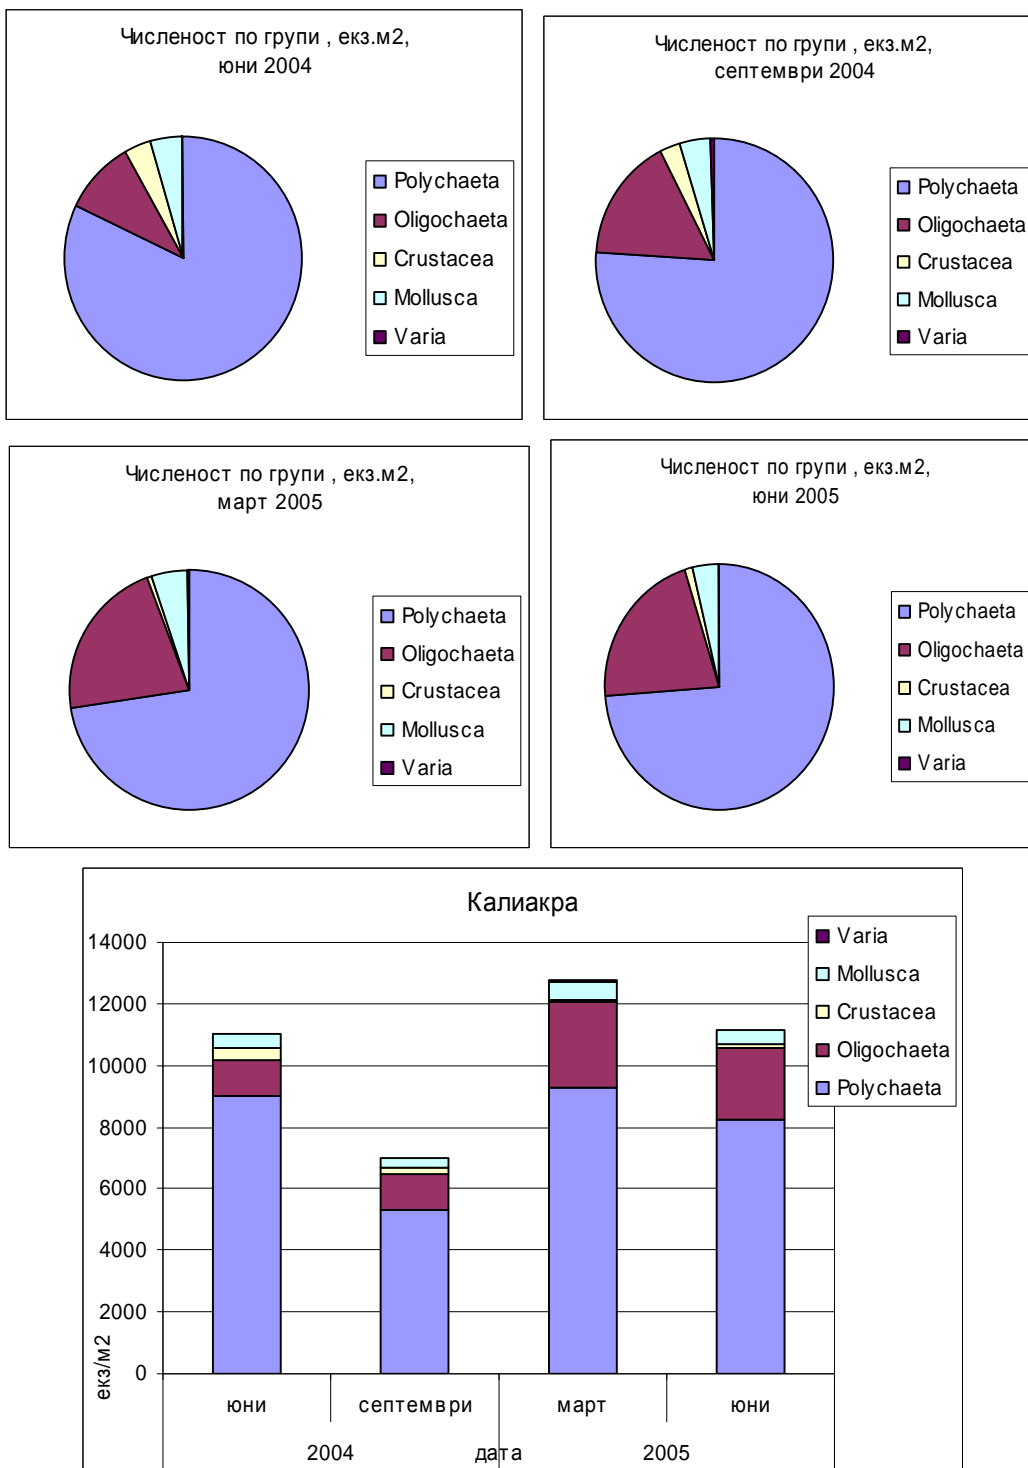 Численост по групи , екз.м2,
юни 2004
Polychaeta
Oligochaeta
Crustacea
Mollusca
Varia
Численост по групи , екз.м2,
септември 2004
Polychaeta
Oligochaeta
Crustacea
Mollusca
Varia
Численост по групи , екз.м2,
март 2005
Polychaeta
Oligochaeta
Crustacea
Mollusca
Varia
Численост по групи , екз.м2,
юни 2005
Polychaeta
Oligochaeta
Crustacea
Mollusca
Varia
Калиакра
14000
12000
10000
8000
6000
4000
2000
0
екз/м2
Varia
Mollusca
Crustacea
Oligochaeta
Polychaeta
юни септември март юни
2004 дата 2005